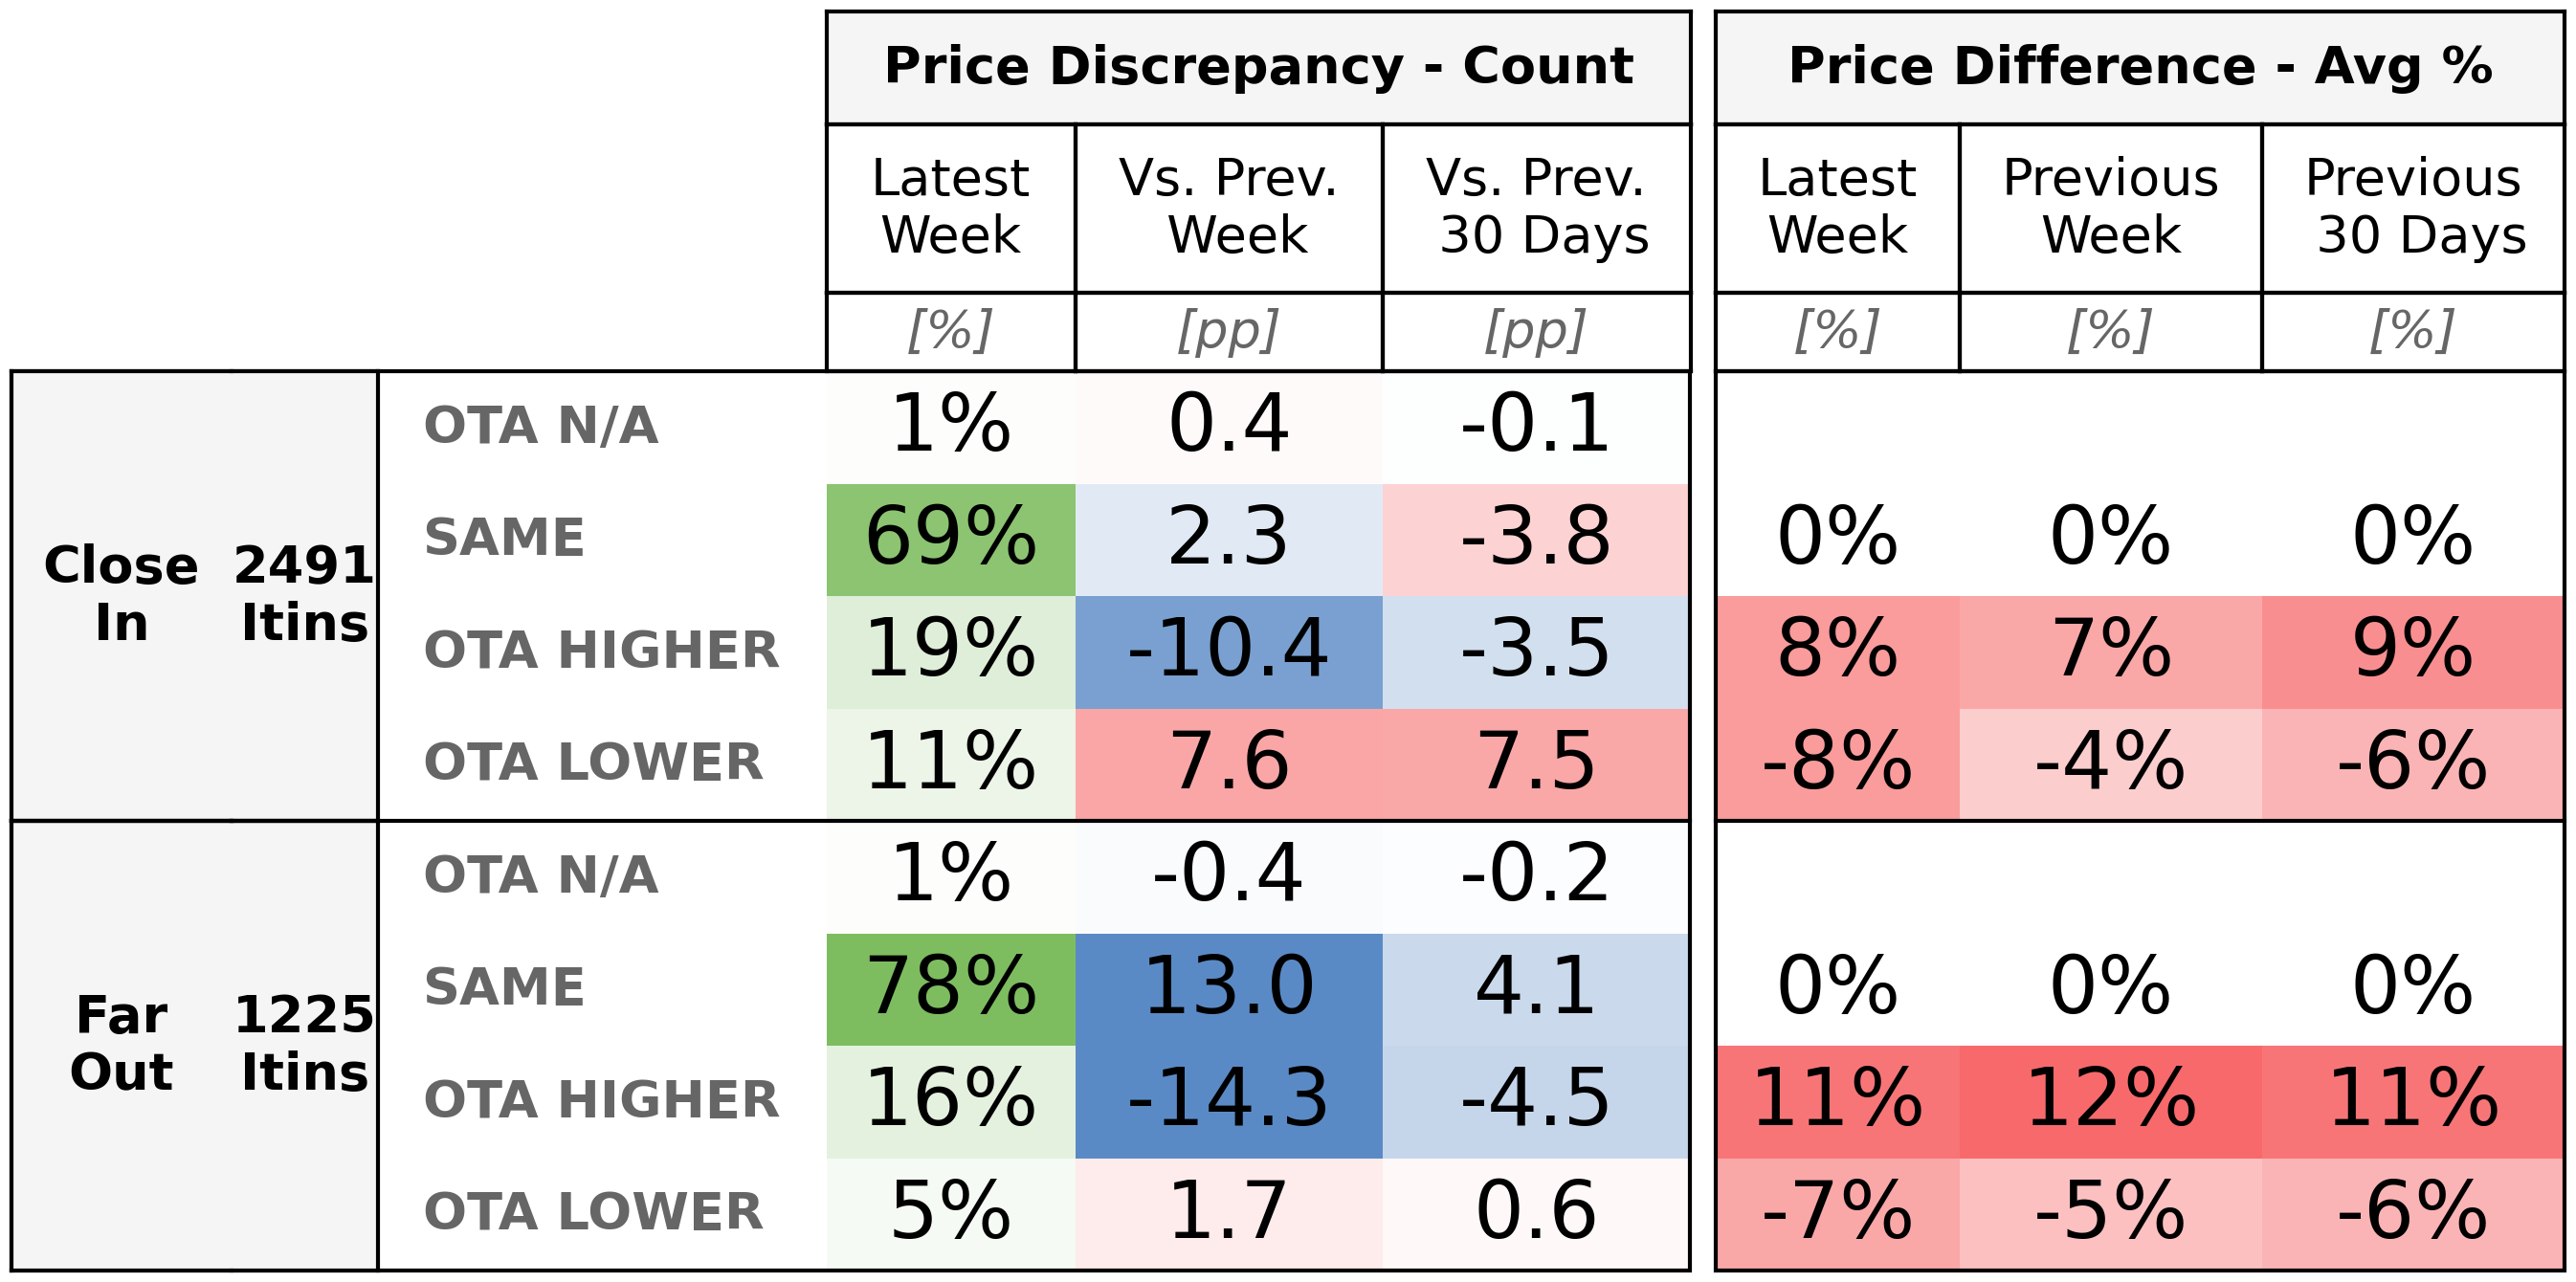 Price Discrepancy - Count Price Difference - Avg %
Latest Week Vs. Prev. Week Vs. Prev. 30 Days Latest Week Previous Week Previous 30 Days
[%] [pp] [pp] [%] [%] [%]
Close In 2491 Itins
OTA N/A 1% 0.4 -0.1
SAME 69% 2.3 -3.8 0% 0% 0%
OTA HIGHER 19% -10.4 -3.5 8% 7% 9%
OTA LOWER 11% 7.6 7.5 -8% -4% -6%
Far Out 1225 Itins
OTA N/A 1% -0.4 -0.2
SAME 78% 13.0 4.1 0% 0% 0%
OTA HIGHER 16% -14.3 -4.5 11% 12% 11%
OTA LOWER 5% 1.7 0.6 -7% -5% -6%